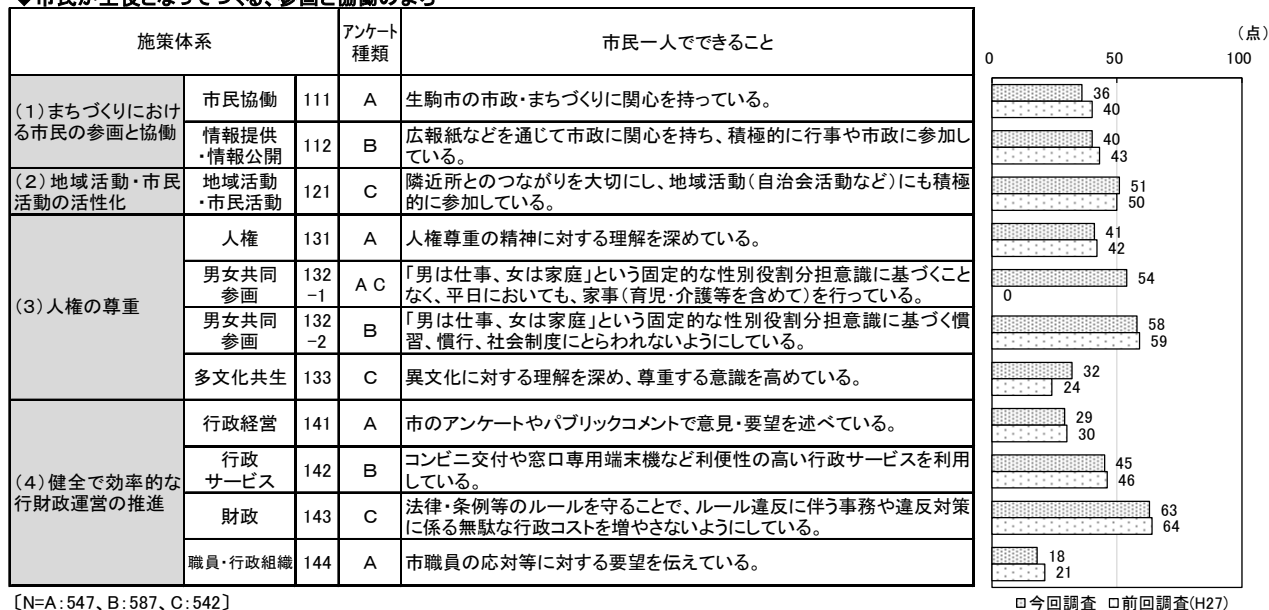 ◆市民が主役となってつくる、参画と協働のまち
施策体系 アンケート種類 市民一人でできること
（点）
0 50 100
（1）まちづくりにおける市民の参画と協働
市民協働 111 A 生駒市の市政・まちづくりに関心を持っている。
36
40
情報提供・情報公開 112 B 広報紙などを通じて市政に関心を持ち、積極的に行事や市政に参加している。
40
43
（2）地域活動・市民活動の活性化
地域活動・市民活動 121 C 隣近所とのつながりを大切にし、地域活動（自治会活動など）にも積極的に参加している。
51
50
（3）人権の尊重
人権 131 A 人権尊重の精神に対する理解を深めている。
41
42
男女共同参画 132－1 A C 「男は仕事、女は家庭」という固定的な性別役割分担意識に基づくことなく、平日においても、家事（育児・介護等を含めて）を行っている。
54
0
男女共同参画 132－2 B 「男は仕事、女は家庭」という固定的な性別役割分担意識に基づく慣習、慣行、社会制度にとらわれないようにしている。
58
59
多文化共生 133 C 異文化に対する理解を深め、尊重する意識を高めている。
32
24
（4）健全で効率的な行財政運営の推進
行政経営 141 A 市のアンケートやパブリックコメントで意見・要望を述べている。
29
30
行政サービス 142 B コンビニ交付や窓口専用端末機など利便性の高い行政サービスを利用している。
45
46
財政 143 C 法律・条例等のルールを守ることで、ルール違反に伴う事務や違反対策に係る無駄な行政コストを増やさないようにしている。
63
64
職員・行政組織 144 A 市職員の応対等に対する要望を伝えている。
18
21
〔N=A:547、B:587、C:542〕
今回調査 前回調査(H27)